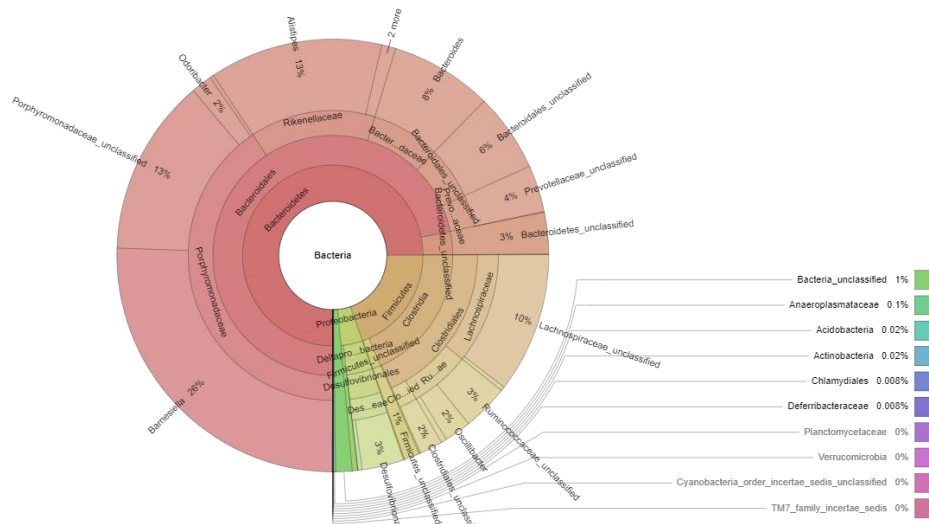 Alistipes
13%
2 more
Bacteroides
8%
Odoribacter
2%
Bacteroidales_unclassified
6%
Porphyromonadaceae_unclassified
13%
Rikenellaceae
Bacter...daceae
Bacteroidales_unclassified
Prevotellaceae_unclassified
4%
Prevo...aceae
Bacteroidales
Bacteroidetes
Bacteroidetes_unclassified
3%
Bacteroidetes_unclassified
Porphyromonadaceae
Bacteria
Barnesiella
26%
Firmicutes
Clostridia
Clostridiales
Lachnospiraceae
10%
Lachnospiraceae_unclassified
Proteobacteria
Deltapro...bacteria
Firmicutes_unclassified
Desulfovibrionales
Des...eae
Clo...ied
Ru...ae
3%
Ruminococcaceae_unclassified
2%
Oscillibacter
2%
Clostridiales_unclass
1%
Firmicutes_unclassified
3%
Desulfovibriona
Bacteria_unclassified 1%
Anaeroplasmataceae 0.1%
Acidobacteria 0.02%
Actinobacteria 0.02%
Chlamydiales 0.008%
Deferribacteraceae 0.008%
Planctomycetaceae 0%
Verrucomicrobia 0%
Cyanobacteria_order_incertae_sedis_unclassified 0%
TM7_family_incertae_sedis 0%